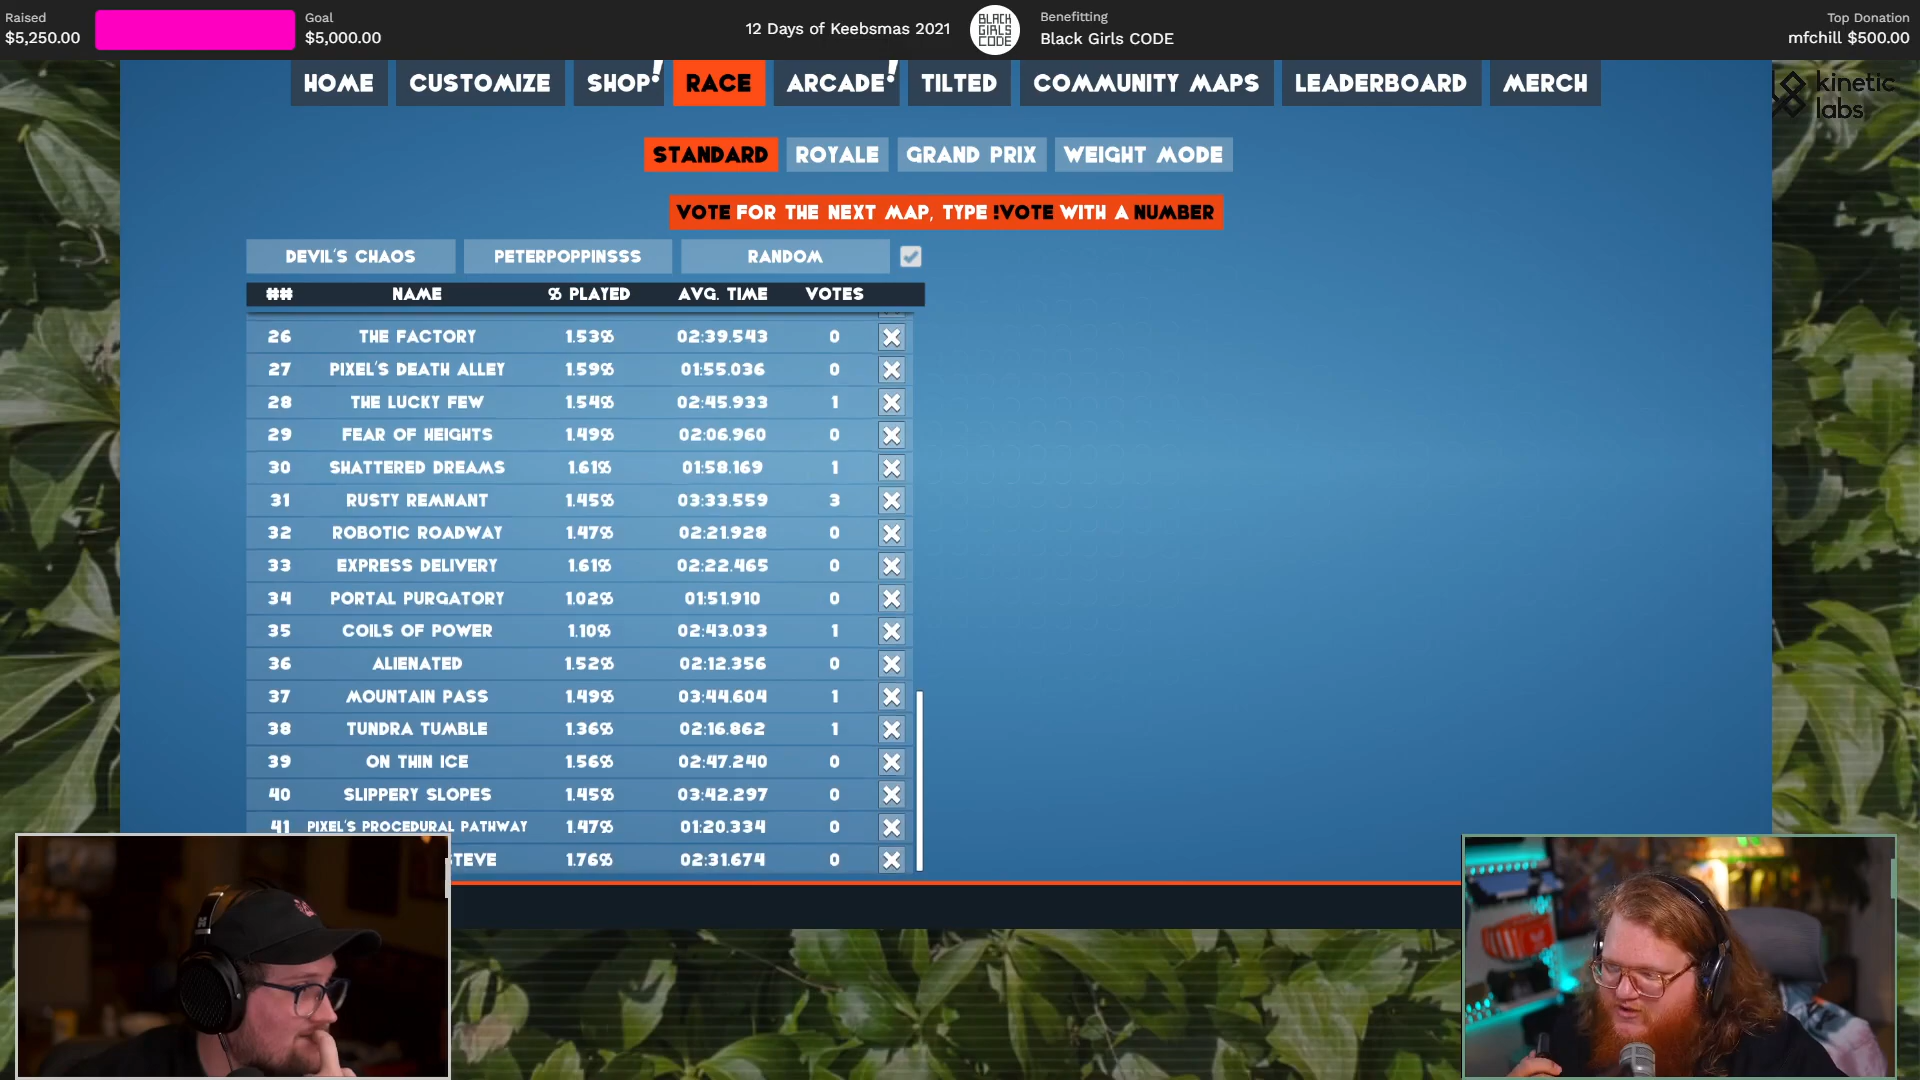 Raised
$5,250.00
Goal
$5,000.00
12 Days of Keebsmas 2021
BLACK GIRLS CODE
Benefitting
Black Girls CODE
Top Donation
mfchill $500.00
HOME
CUSTOMIZE
SHOP!
RACE
ARCADE!
TILTED
COMMUNITY MAPS
LEADERBOARD
MERCH
kinetic
labs
STANDARD
ROYALE
GRAND PRIX
WEIGHT MODE
VOTE FOR THE NEXT MAP, TYPE !VOTE WITH A NUMBER
DEVIL'S CHAOS
PETERPOPPINSSS
RANDOM
## NAME % PLAYED AVG. TIME VOTES
26 THE FACTORY 1.53% 02:39.543 0
27 PIXEL'S DEATH ALLEY 1.59% 01:55.036 0
28 THE LUCKY FEW 1.54% 02:45.933 1
29 FEAR OF HEIGHTS 1.49% 02:06.960 0
30 SHATTERED DREAMS 1.61% 01:58.169 1
31 RUSTY REMNANT 1.45% 03:33.559 3
32 ROBOTIC ROADWAY 1.47% 02:21.928 0
33 EXPRESS DELIVERY 1.61% 02:22.465 0
34 PORTAL PURGATORY 1.02% 01:51.910 0
35 COILS OF POWER 1.10% 02:43.033 1
36 ALIENATED 1.52% 02:12.356 0
37 MOUNTAIN PASS 1.49% 03:44.604 1
38 TUNDRA TUMBLE 1.36% 02:16.862 1
39 ON THIN ICE 1.56% 02:47.240 0
40 SLIPPERY SLOPES 1.45% 03:42.297 0
41 PIXEL'S PROCEDURAL PATHWAY 1.47% 01:20.334 0
STEVE 1.76% 02:31.674 0